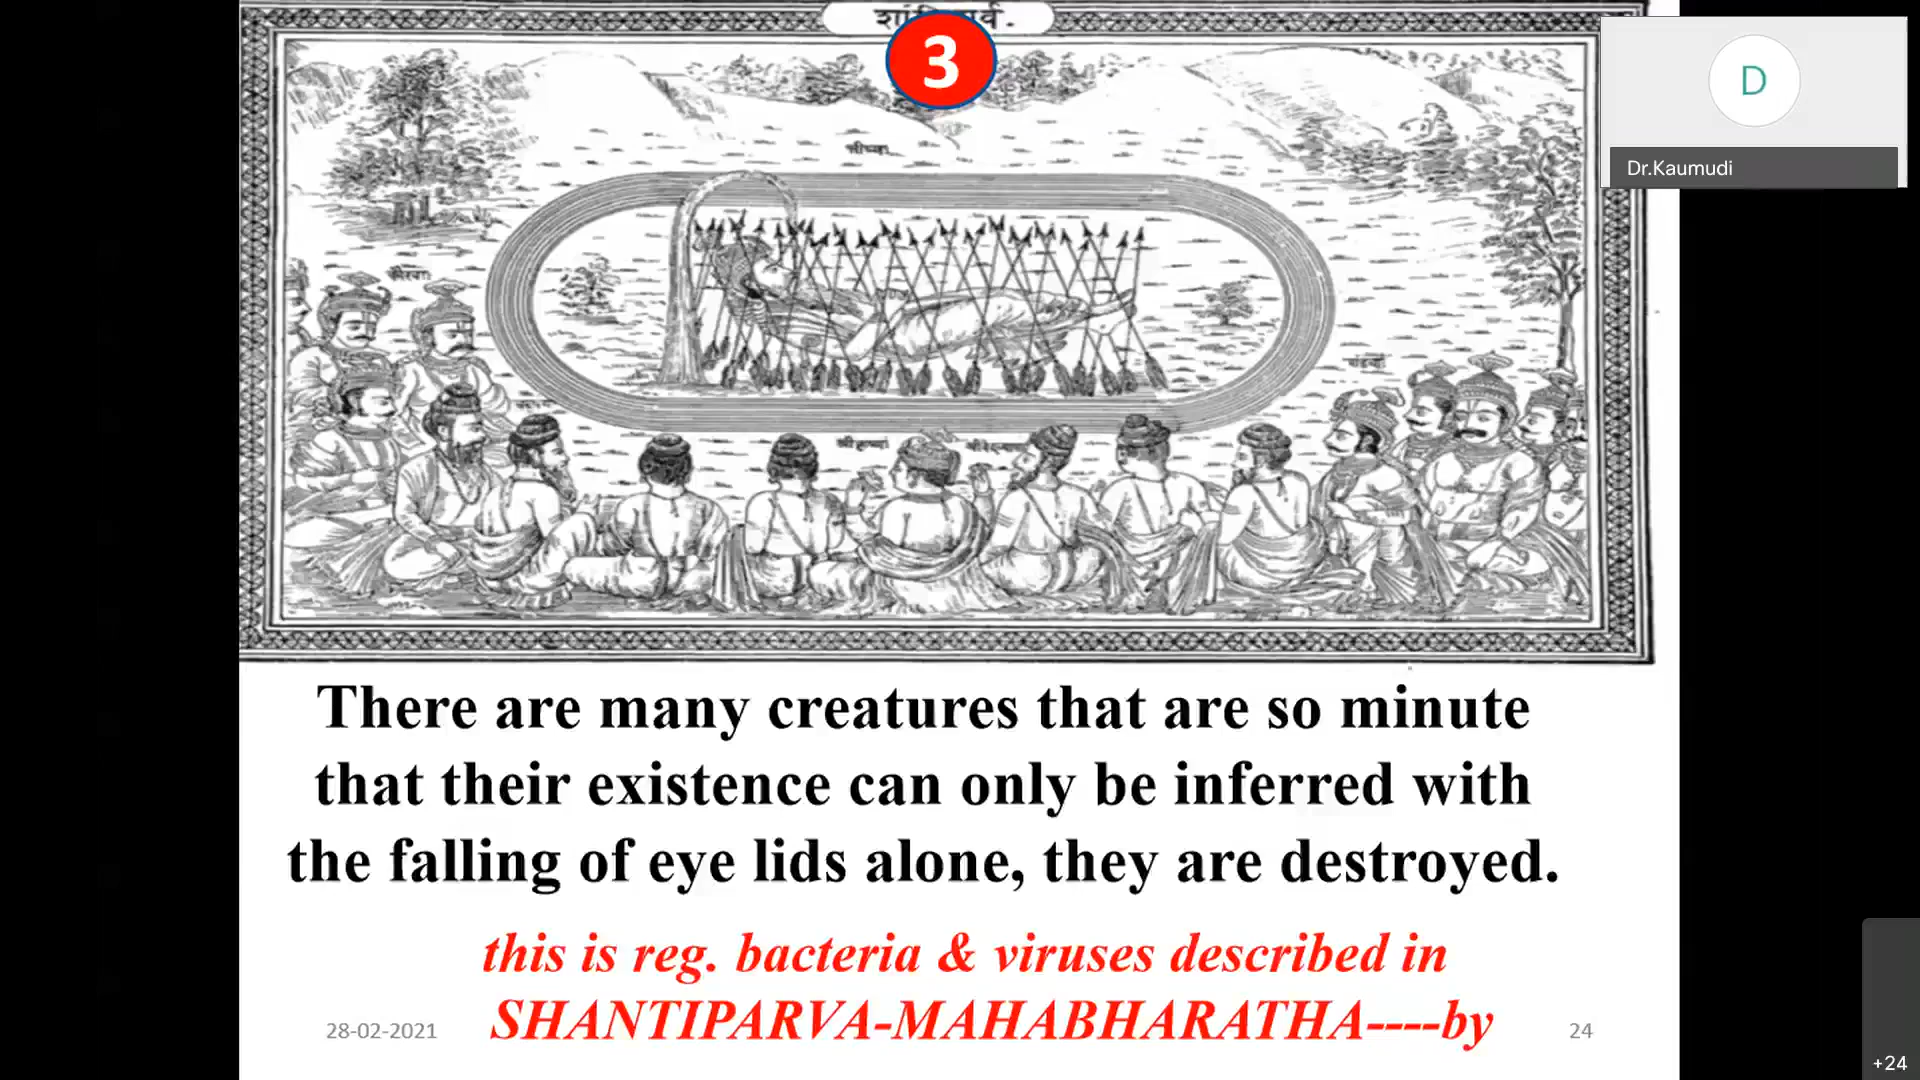 3
D
Dr.Kaumudi
There are many creatures that are so minute
that their existence can only be inferred with
the falling of eye lids alone, they are destroyed.
this is reg. bacteria & viruses described in
SHANTIPARVA-MAHABHARATHA----by
28-02-2021
24
+24